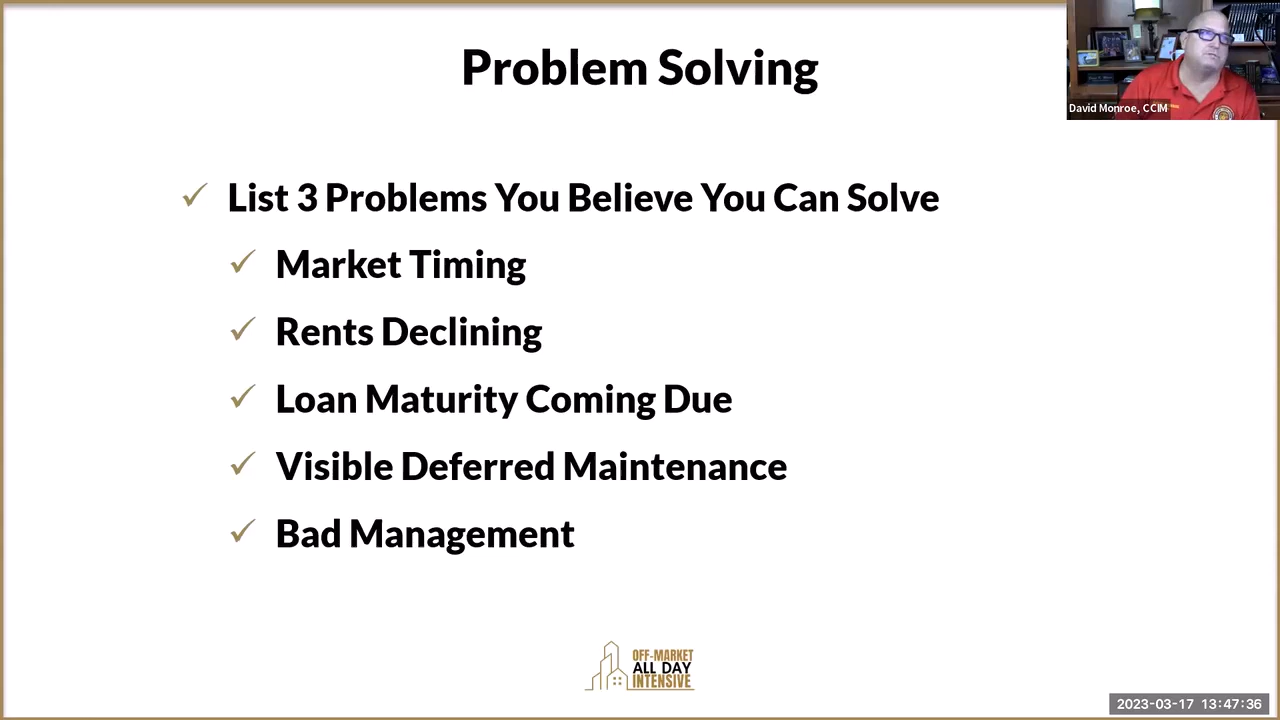 Problem Solving
David Monroe, CCIM
✓ List 3 Problems You Believe You Can Solve
✓ Market Timing
✓ Rents Declining
✓ Loan Maturity Coming Due
✓ Visible Deferred Maintenance
✓ Bad Management
OFF-MARKET
ALL DAY
INTENSIVE
2023-03-17 13:47:36